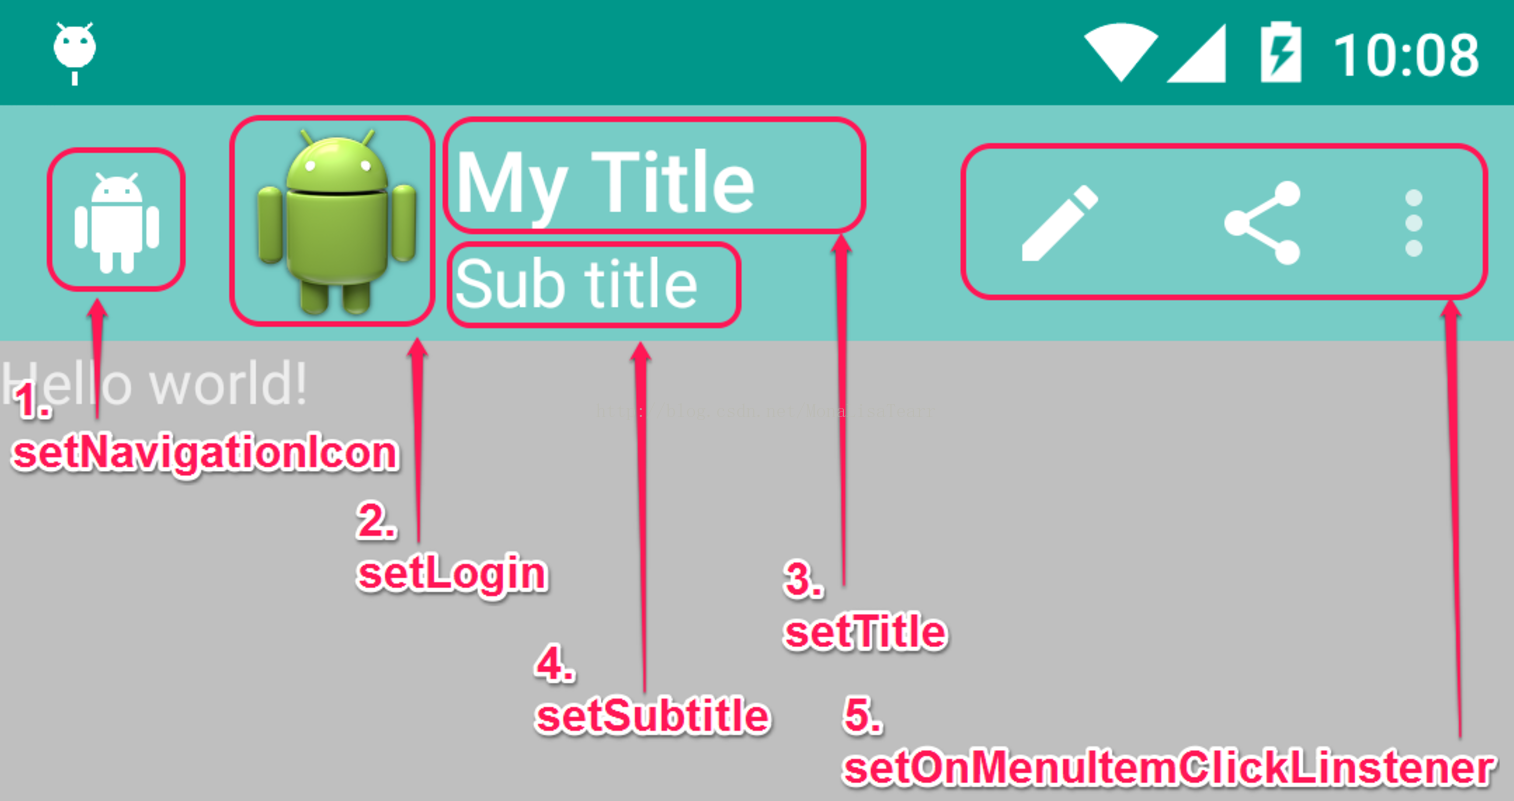 10:08
My Title
Sub title
Hello world!
1.
setNavigationIcon
2.
setLogin
3.
setTitle
4.
setSubtitle
5.
setOnMenuItemClickLinstener